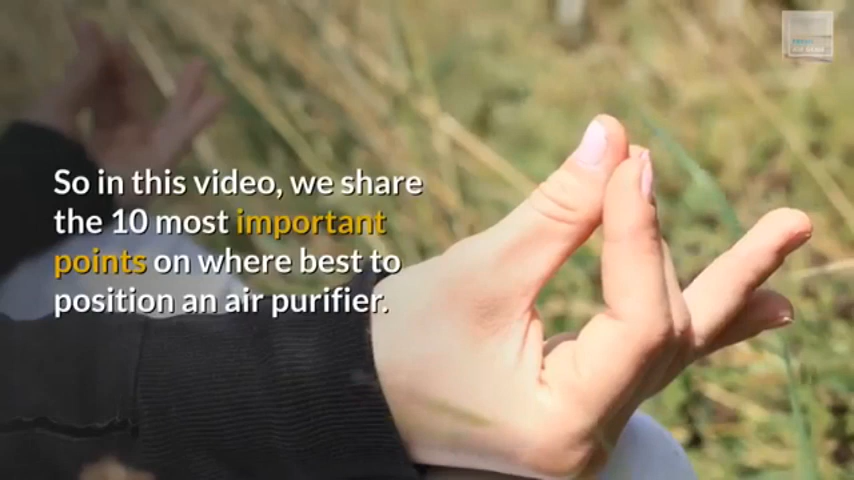 So in this video, we share
the 10 most important
points on where best to
position an air purifier.